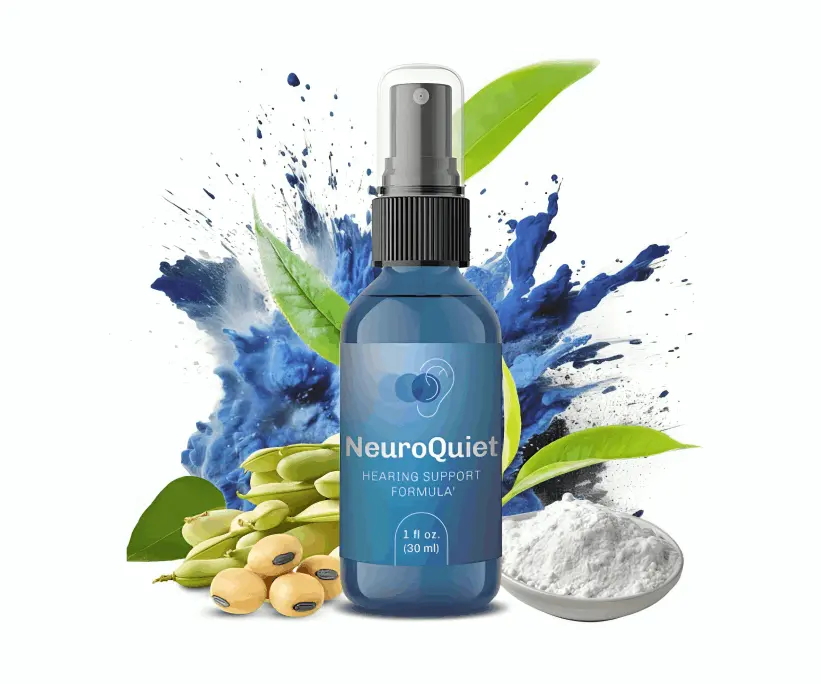 NeuroQuiet
HEARING SUPPORT
FORMULA'
1 fl oz.
(30 ml)